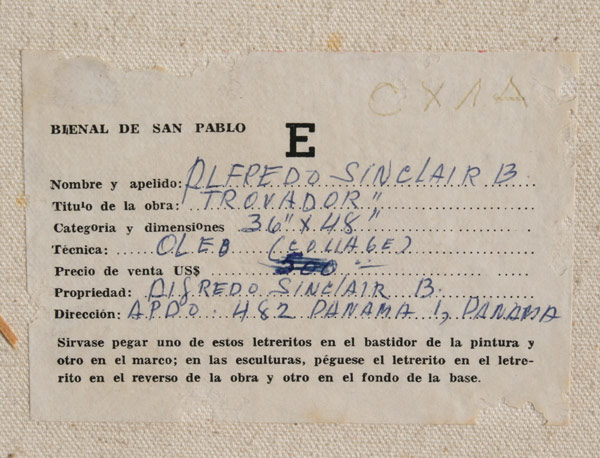 CX1A
BIENAL DE SAN PABLO
E
Nombre y apelido: ALFREDO SINCLAIR B.
Titulo de la obra: "TROVADOR"
Categoria y dimensiones 36" X 48"
Técnica: OLEO (COLLAGE)
Precio de venta US$ 500 —
Propriedad: ALFREDO SINCLAIR B.
Dirección: APDO. 482 PANAMA 1, PANAMA
Sirvase pegar uno de estos letreritos en el bastidor de la pintura y
otro en el marco; en las esculturas, péguese el letrerito en el letre-
rito en el reverso de la obra y otro en el fondo de la base.